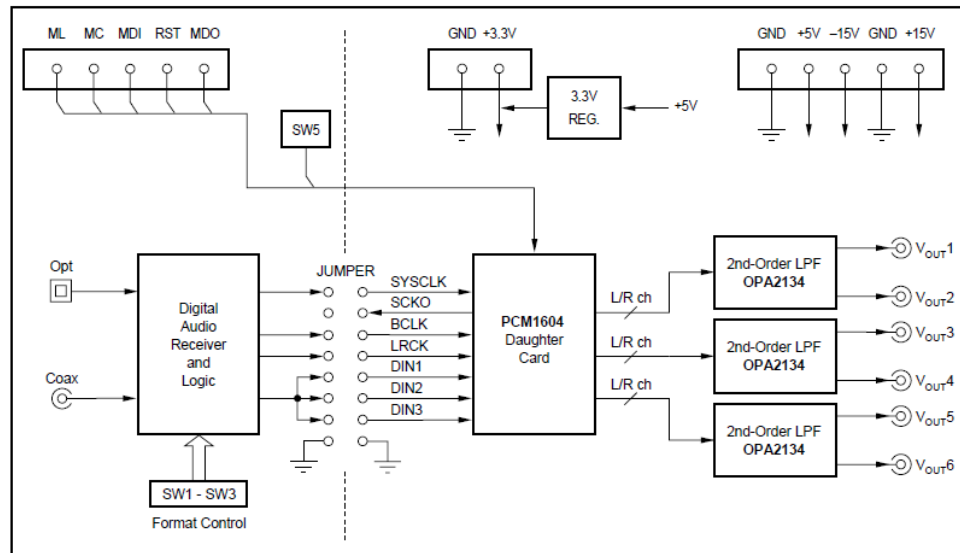 ML MC MDI RST MDO
GND +3.3V
GND +5V –15V GND +15V
3.3V
REG.
+5V
SW5
Opt
Coax
Digital
Audio
Receiver
and
Logic
SW1 - SW3
Format Control
JUMPER
SYSCLK
SCKO
BCLK
LRCK
DIN1
DIN2
DIN3
PCM1604
Daughter
Card
L/R ch
L/R ch
L/R ch
2nd-Order LPF
OPA2134
2nd-Order LPF
OPA2134
2nd-Order LPF
OPA2134
VOUT1
VOUT2
VOUT3
VOUT4
VOUT5
VOUT6